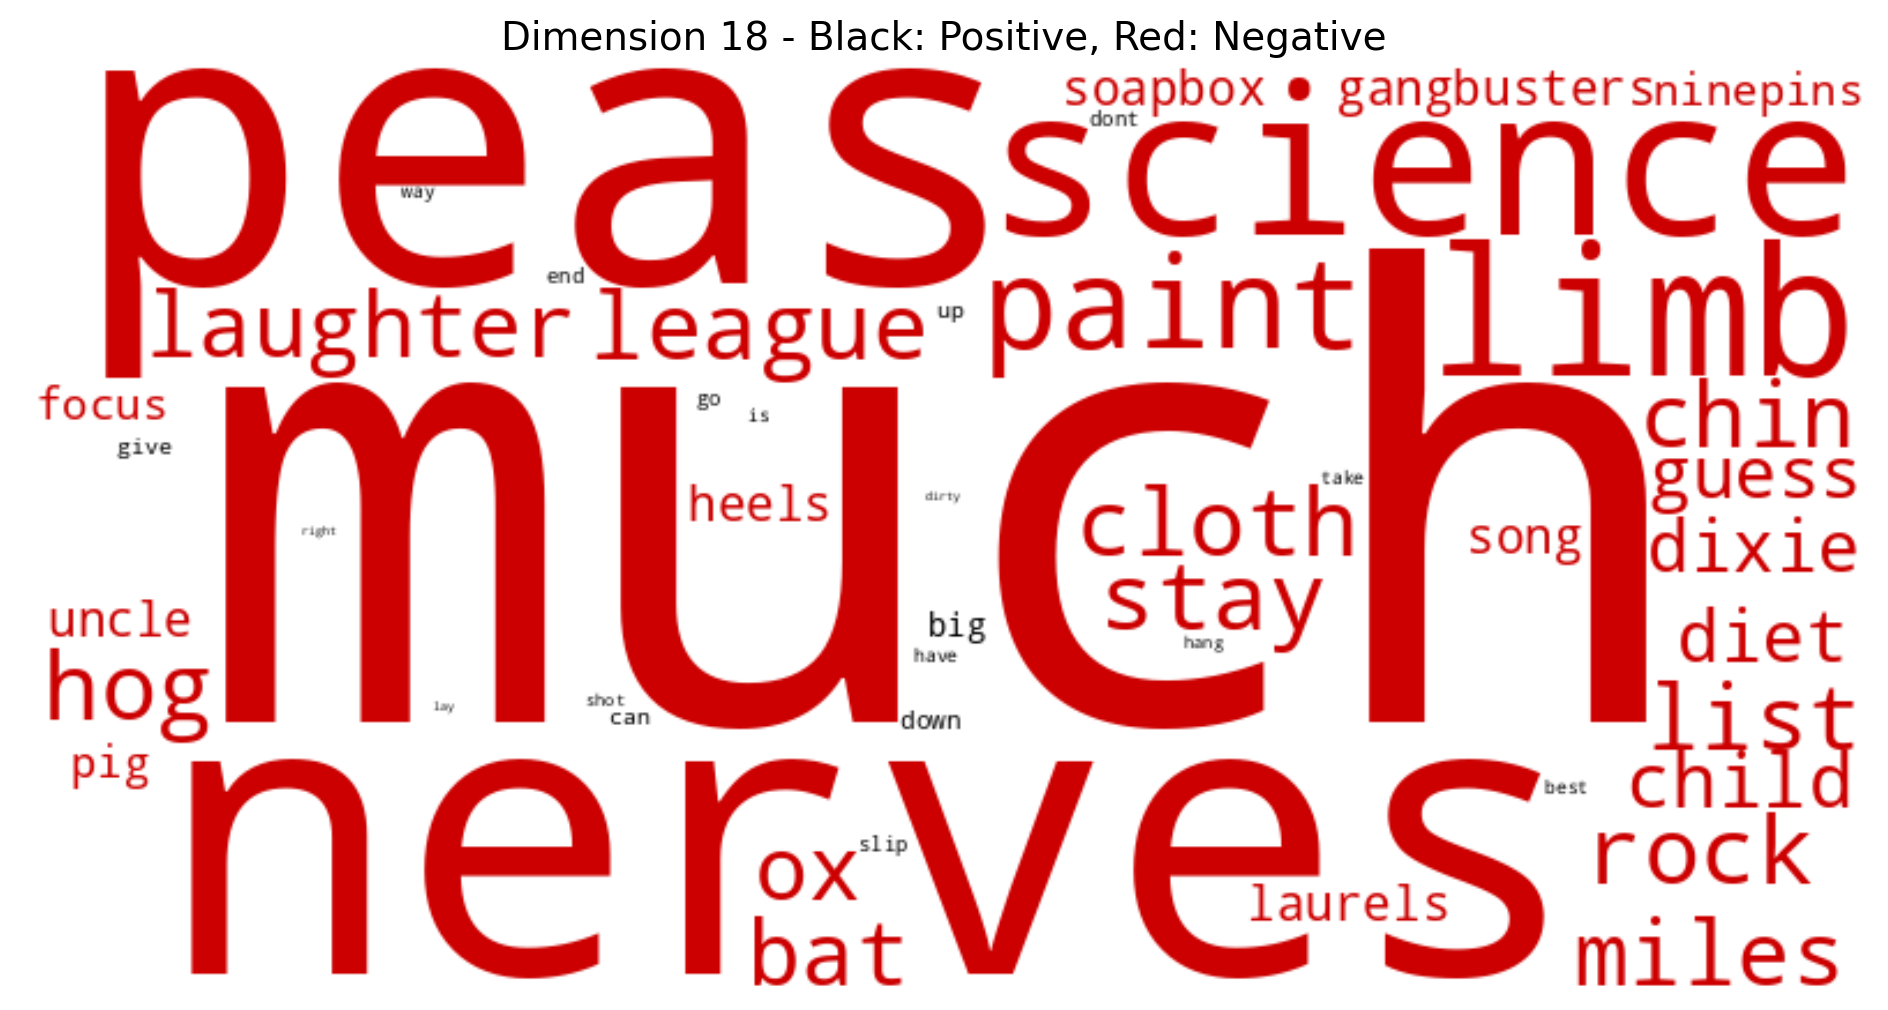 Dimension 18 - Black: Positive, Red: Negative
peas
soapbox
gangbusters
ninepins
dont
science
way
end
laughter
league
up
paint
limb
focus
give
much
go
is
chin
guess
heels
dirty
take
cloth
song
dixie
right
stay
uncle
big
hang
have
diet
hog
lay
shot
can
down
list
pig
nerves
best
child
ox
slip
rock
laurels
bat
miles